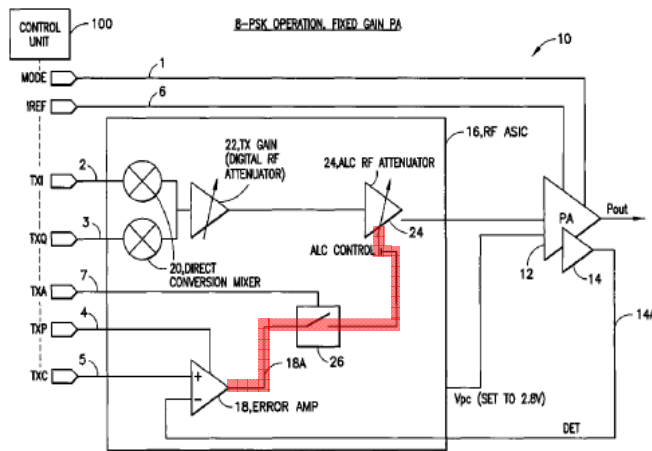 8-PSK OPERATION, FIXED GAIN PA
CONTROL
UNIT
100
10
MODE
1
IREF
6
16,RF ASIC
22,TX GAIN
(DIGITAL RF
ATTENUATOR)
24,ALC RF ATTENUATOR
TXI
2
TXQ
3
24
PA
Pout
ALC CONTROL
12
14
20,DIRECT
CONVERSION MIXER
TXA
7
14A
TXP
4
26
TXC
5
18A
+
-
18,ERROR AMP
Vpc (SET TO 2.8V)
DET